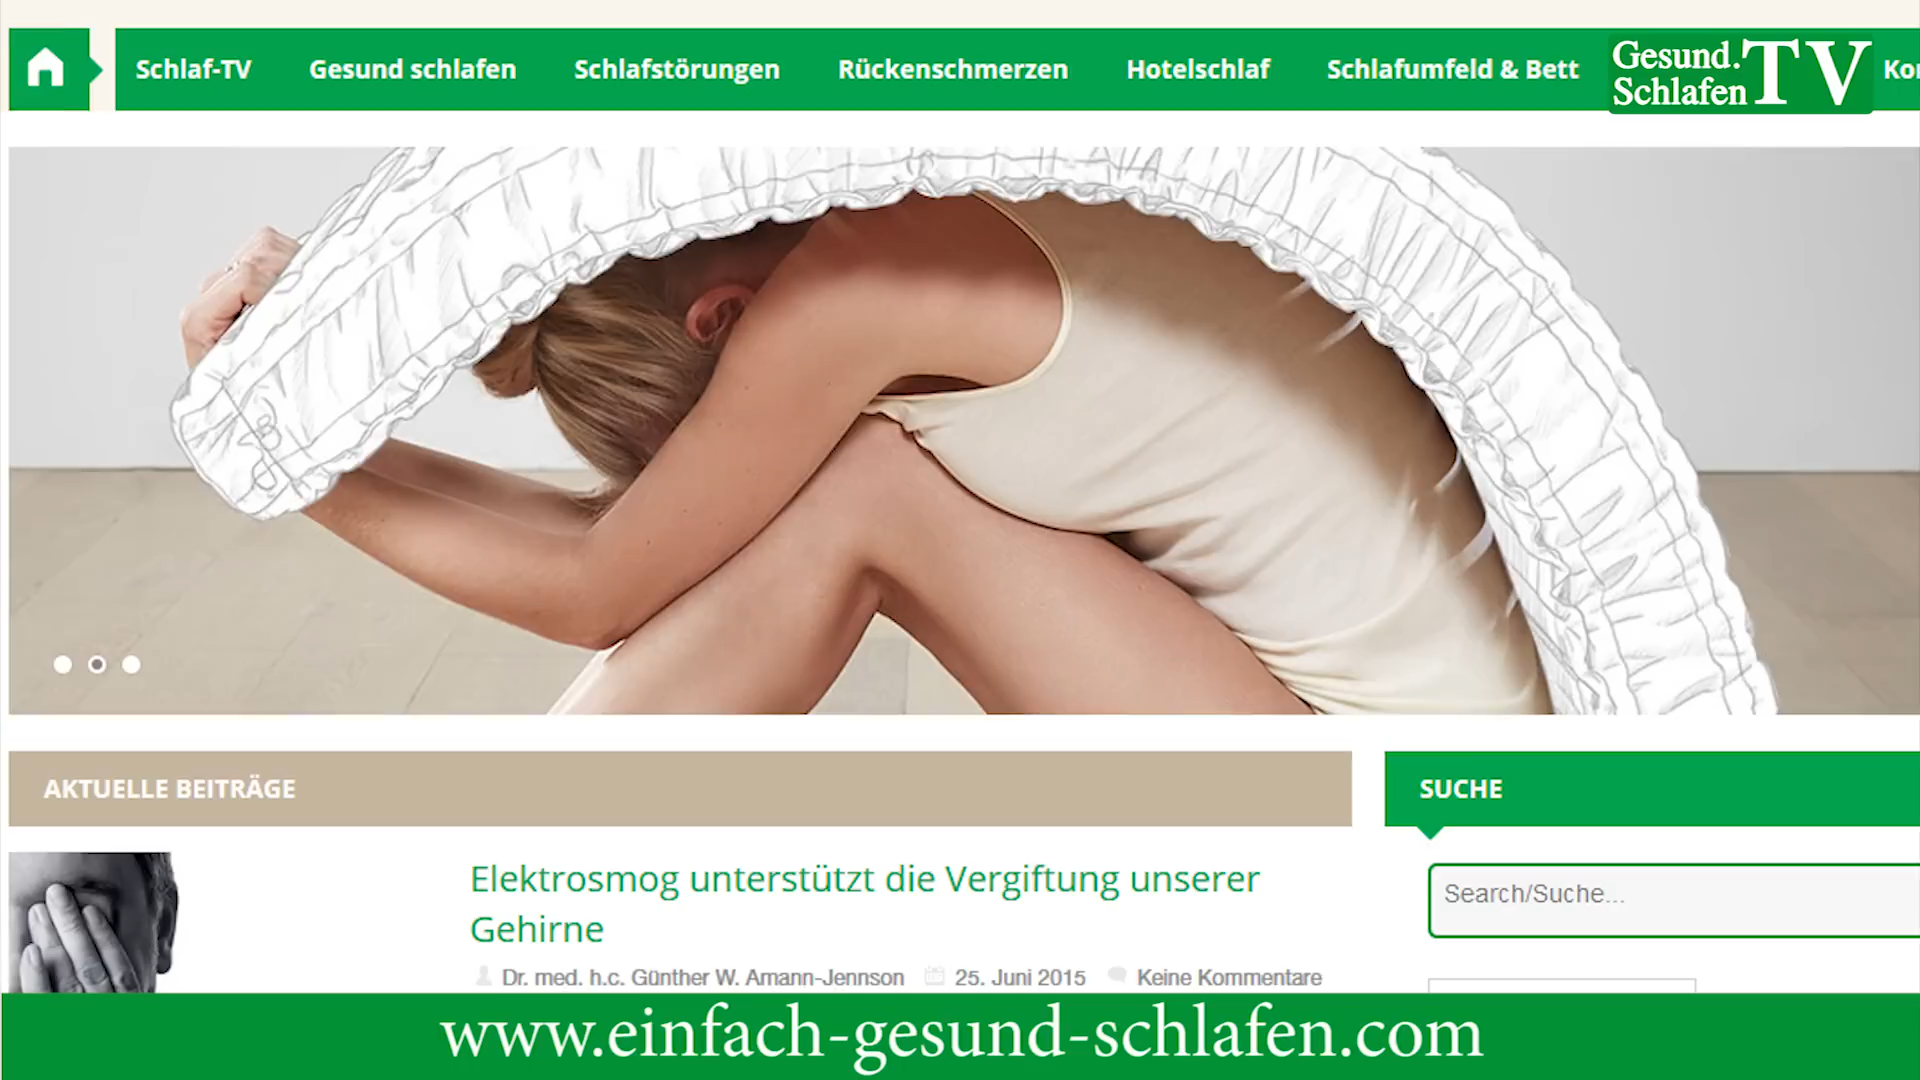 Schlaf-TV Gesund schlafen Schlafstörungen Rückenschmerzen Hotelschlaf Schlafumfeld & Bett
Gesund.
Schlafen TV
AKTUELLE BEITRÄGE
SUCHE
Elektrosmog unterstützt die Vergiftung unserer
Gehirne
Search/Suche...
Dr. med. h.c. Günther W. Amann-Jennson 25. Juni 2015 Keine Kommentare
www.einfach-gesund-schlafen.com